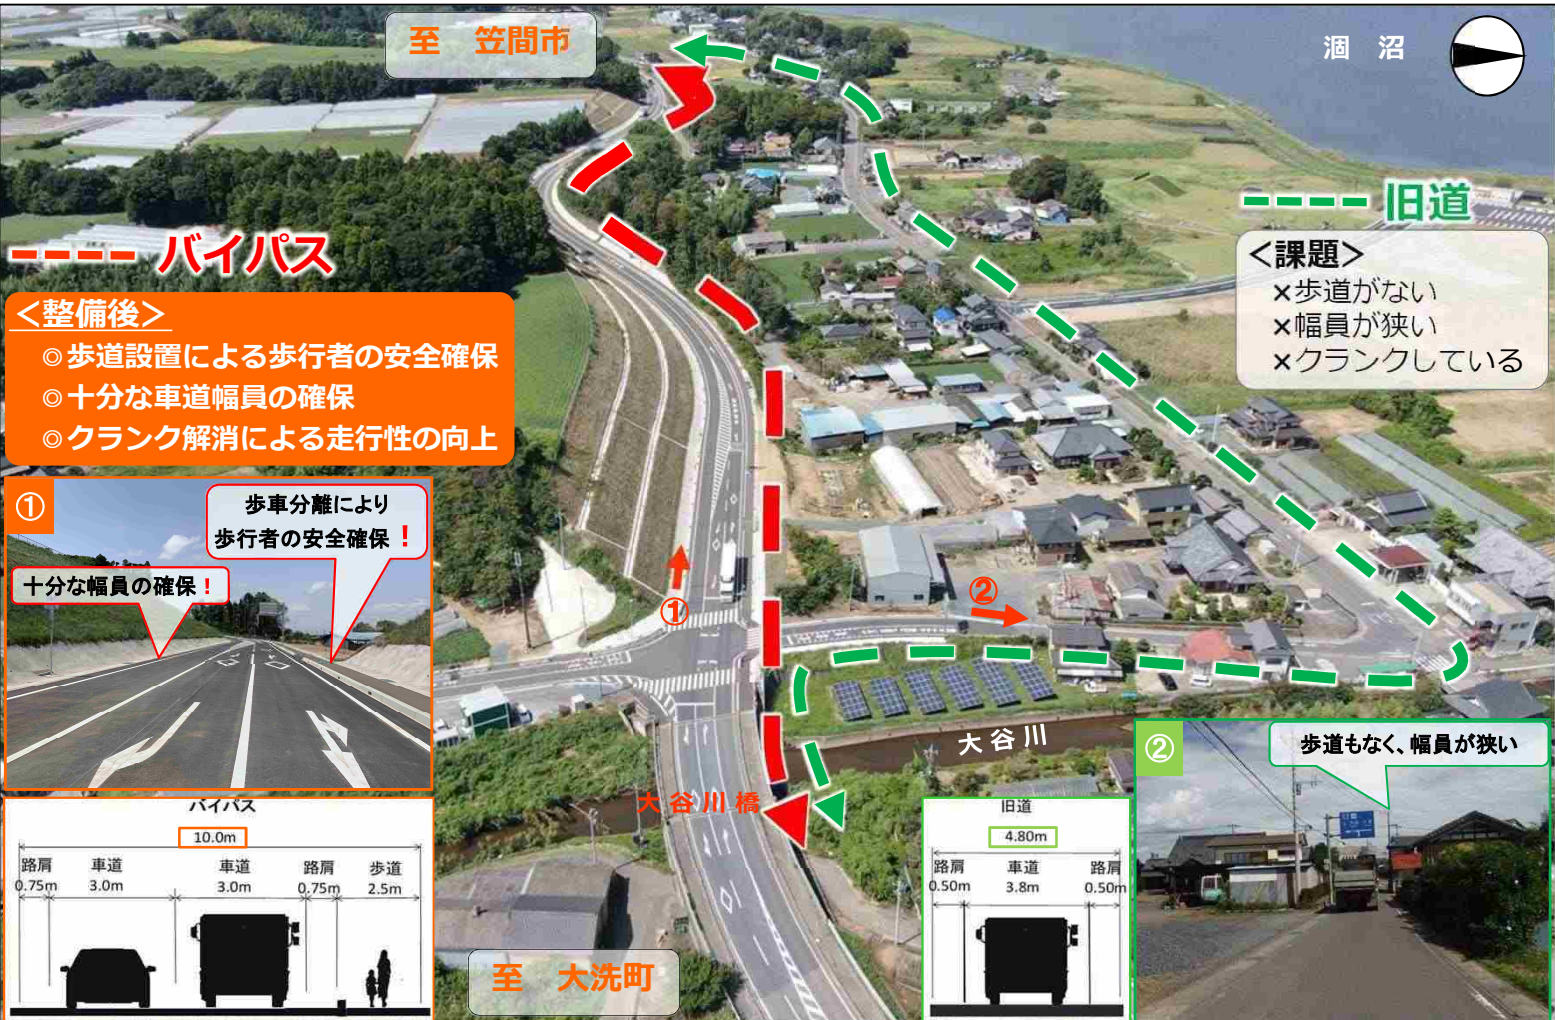 至 笠間市
涸 沼
旧道
<課題>
×歩道がない
×幅員が狭い
×クランクしている
バイパス
<整備後>
◎歩道設置による歩行者の安全確保
◎十分な車道幅員の確保
◎クランク解消による走行性の向上
①
歩車分離により
歩行者の安全確保！
十分な幅員の確保！
①
②
大谷川
大谷川橋
②
歩道もなく、幅員が狭い
バイパス
10.0m
路肩 車道 車道 路肩 歩道
0.75m 3.0m 3.0m 0.75m 2.5m
旧道
4.80m
路肩 車道 路肩
0.50m 3.8m 0.50m
至 大洗町